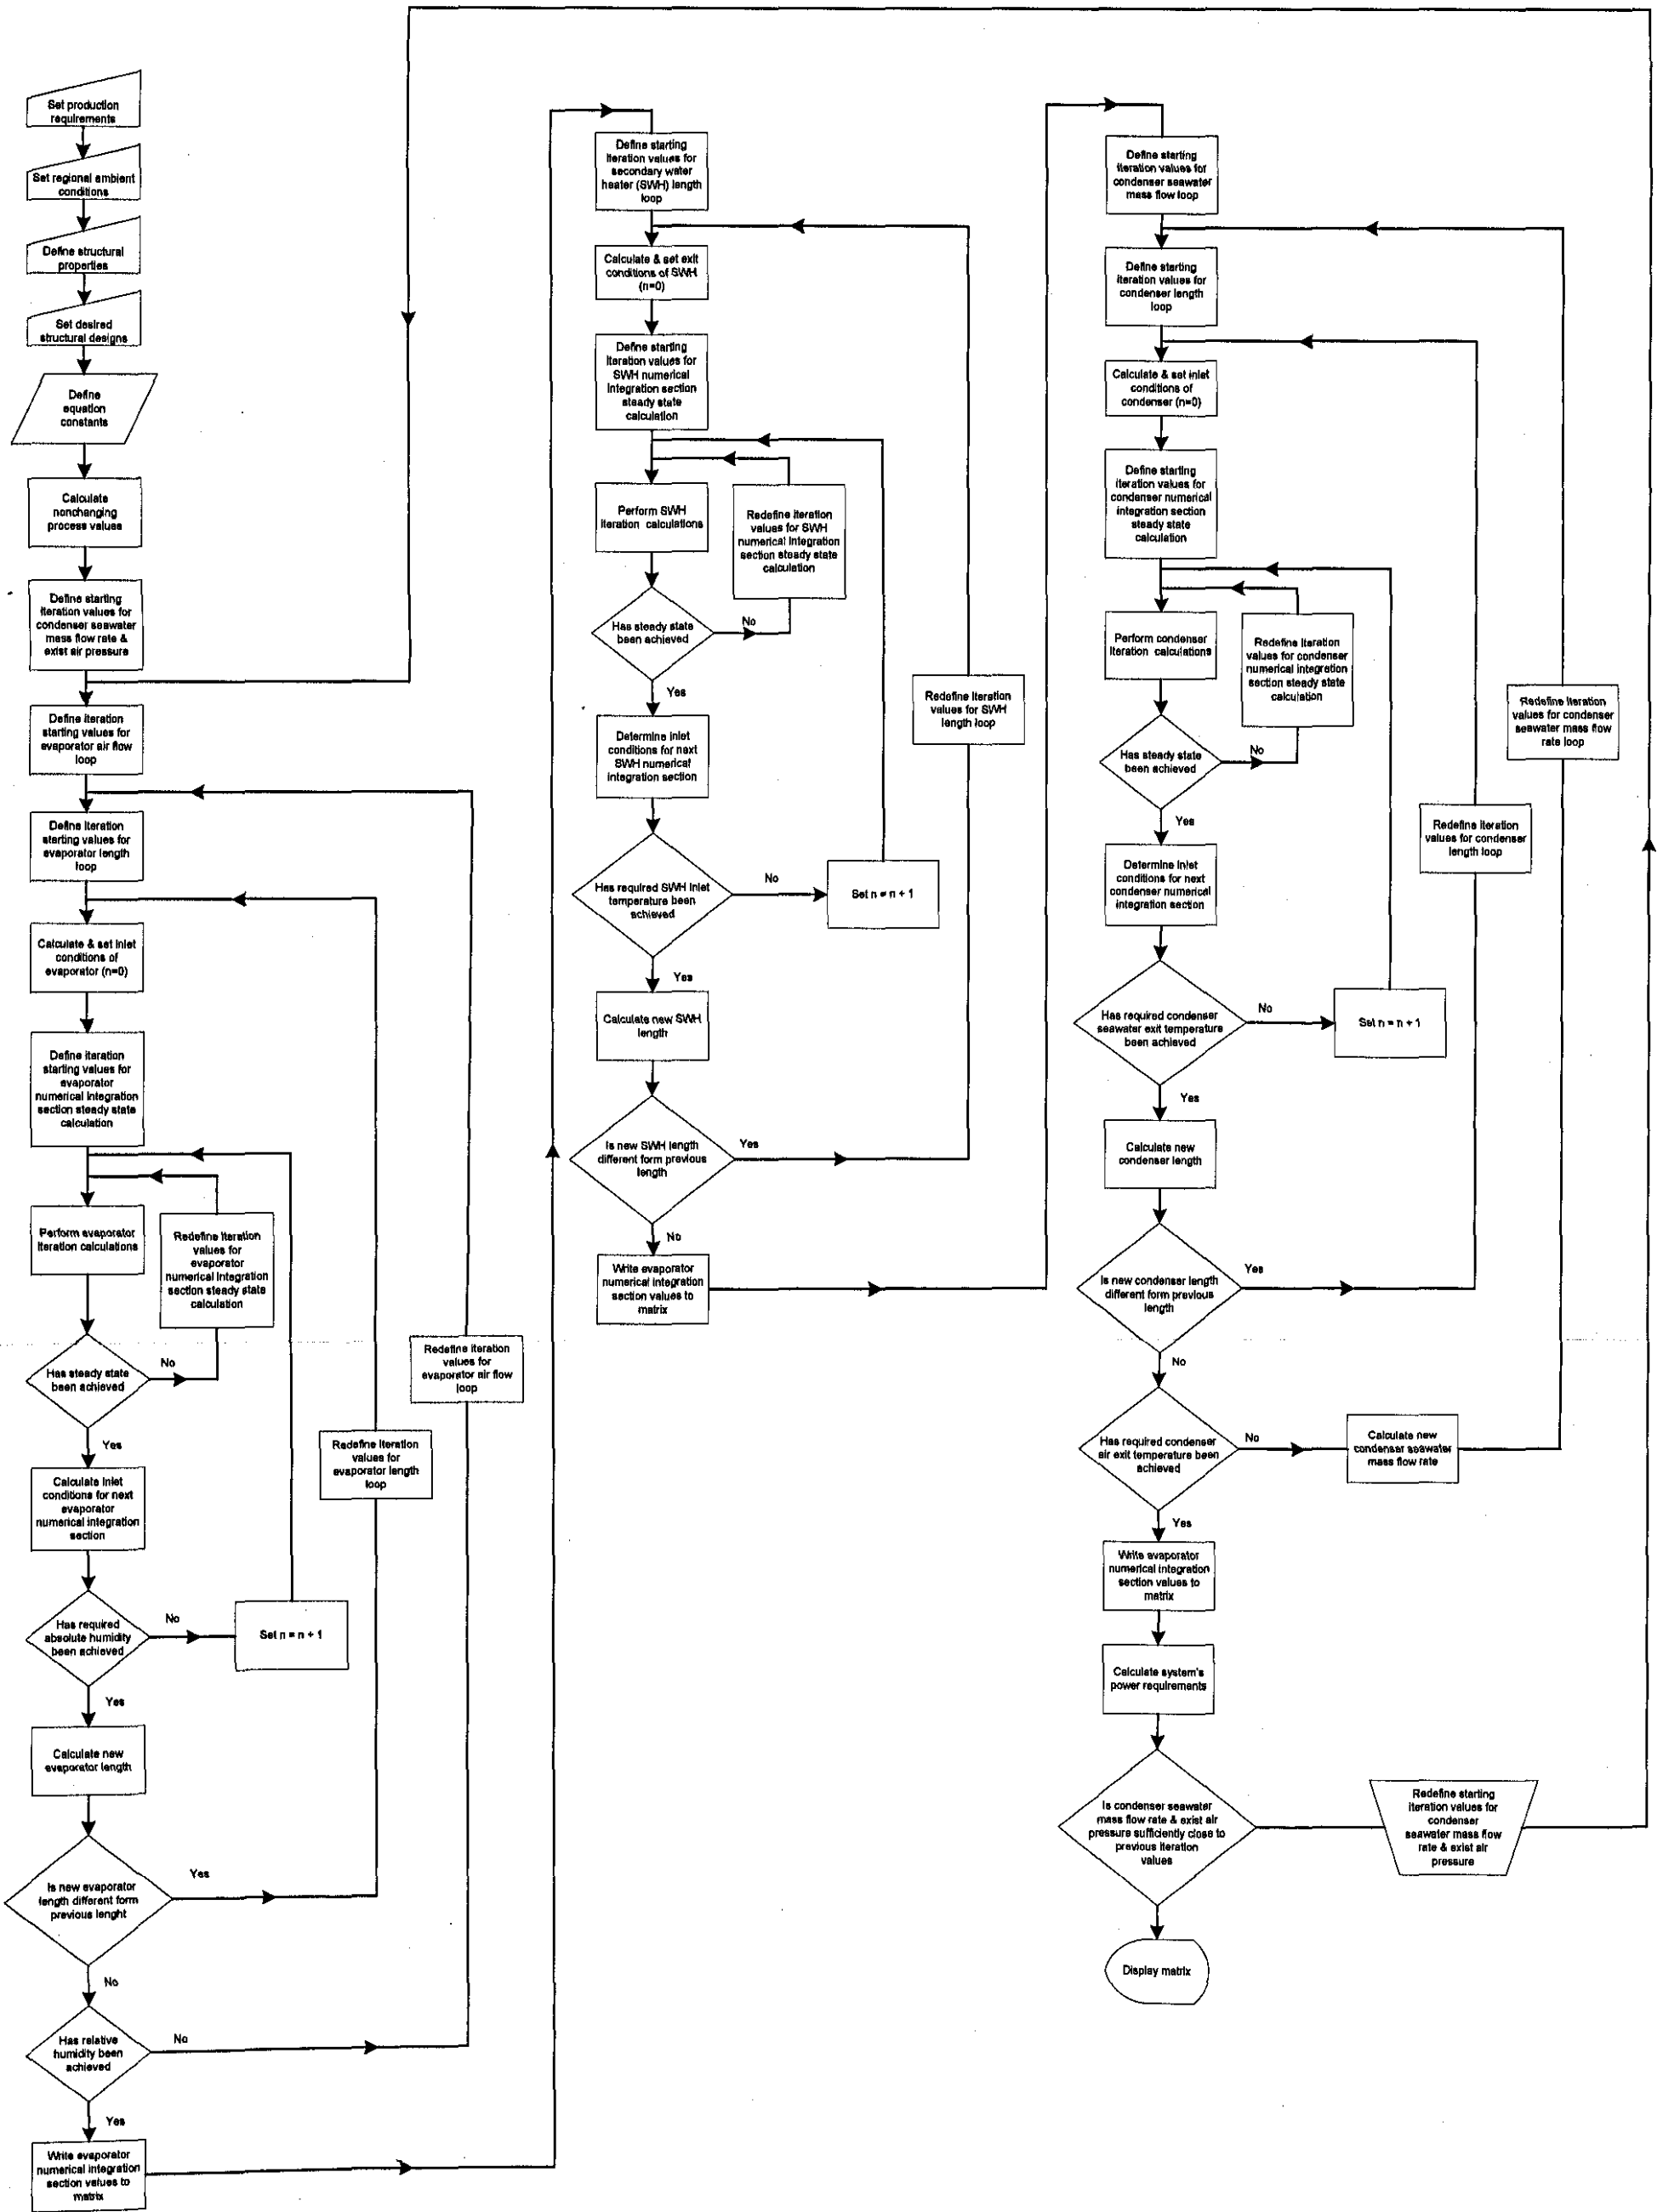 Set production
requirements
Set regional ambient
conditions
Define structural
properties
Set desired
structural designs
Define
equation
constants
Calculate
nonchanging
process values
Define starting
iteration values for
condenser seawater
mass flow rate &
exist air pressure
Define iteration
starting values for
evaporator air flow
loop
Define iteration
starting values for
evaporator length
loop
Calculate & set inlet
conditions of
evaporator (n=0)
Define iteration
starting values for
evaporator
numerical integration
section steady state
calculation
Perform evaporator
iteration calculations
Redefine iteration
values for
evaporator
numerical integration
section steady state
calculation
Has steady state
been achieved
No
Yes
Calculate inlet
conditions for next
evaporator
numerical integration
section
Has required
absolute humidity
been achieved
No
Set n = n + 1
Yes
Calculate new
evaporator length
Is new evaporator
length different form
previous lenght
Yes
Redefine iteration
values for
evaporator length
loop
No
Has relative
humidity been
achieved
No
Redefine iteration
values for
evaporator air flow
loop
Yes
Write evaporator
numerical integration
section values to
matrix
Define starting
iteration values for
secondary water
heater (SWH) length
loop
Calculate & set exit
conditions of SWH
(n=0)
Define starting
iteration values for
SWH numerical
integration section
steady state
calculation
Perform SWH
iteration calculations
Redefine iteration
values for SWH
numerical integration
section steady state
calculation
Has steady state
been achieved
No
Yes
Determine inlet
conditions for next
SWH numerical
integration section
Has required SWH inlet
temperature been
achieved
No
Set n = n + 1
Yes
Calculate new SWH
length
Is new SWH length
different form previous
length
Yes
Redefine iteration
values for SWH
length loop
No
Write evaporator
numerical integration
section values to
matrix
Define starting
iteration values for
condenser seawater
mass flow loop
Define starting
iteration values for
condenser length
loop
Calculate & set inlet
conditions of
condenser (n=0)
Define starting
iteration values for
condenser numerical
integration section
steady state
calculation
Perform condenser
iteration calculations
Redefine iteration
values for condenser
numerical integration
section steady state
calculation
Has steady state
been achieved
No
Yes
Determine inlet
conditions for next
condenser numerical
integration section
Has required condenser
seawater exit temperature
been achieved
No
Set n = n + 1
Yes
Calculate new
condenser length
Is new condenser length
different form previous
length
Yes
Redefine iteration
values for condenser
length loop
No
Has required condenser
air exit temperature been
achieved
No
Calculate new
condenser seawater
mass flow rate
Redefine iteration
values for condenser
seawater mass flow
rate loop
Yes
Write evaporator
numerical integration
section values to
matrix
Calculate system's
power requirements
Is condenser seawater
mass flow rate & exist air
pressure sufficiently close to
previous iteration
values
Redefine starting
iteration values for
condenser
seawater mass flow
rate & exist air
pressure
Display matrix